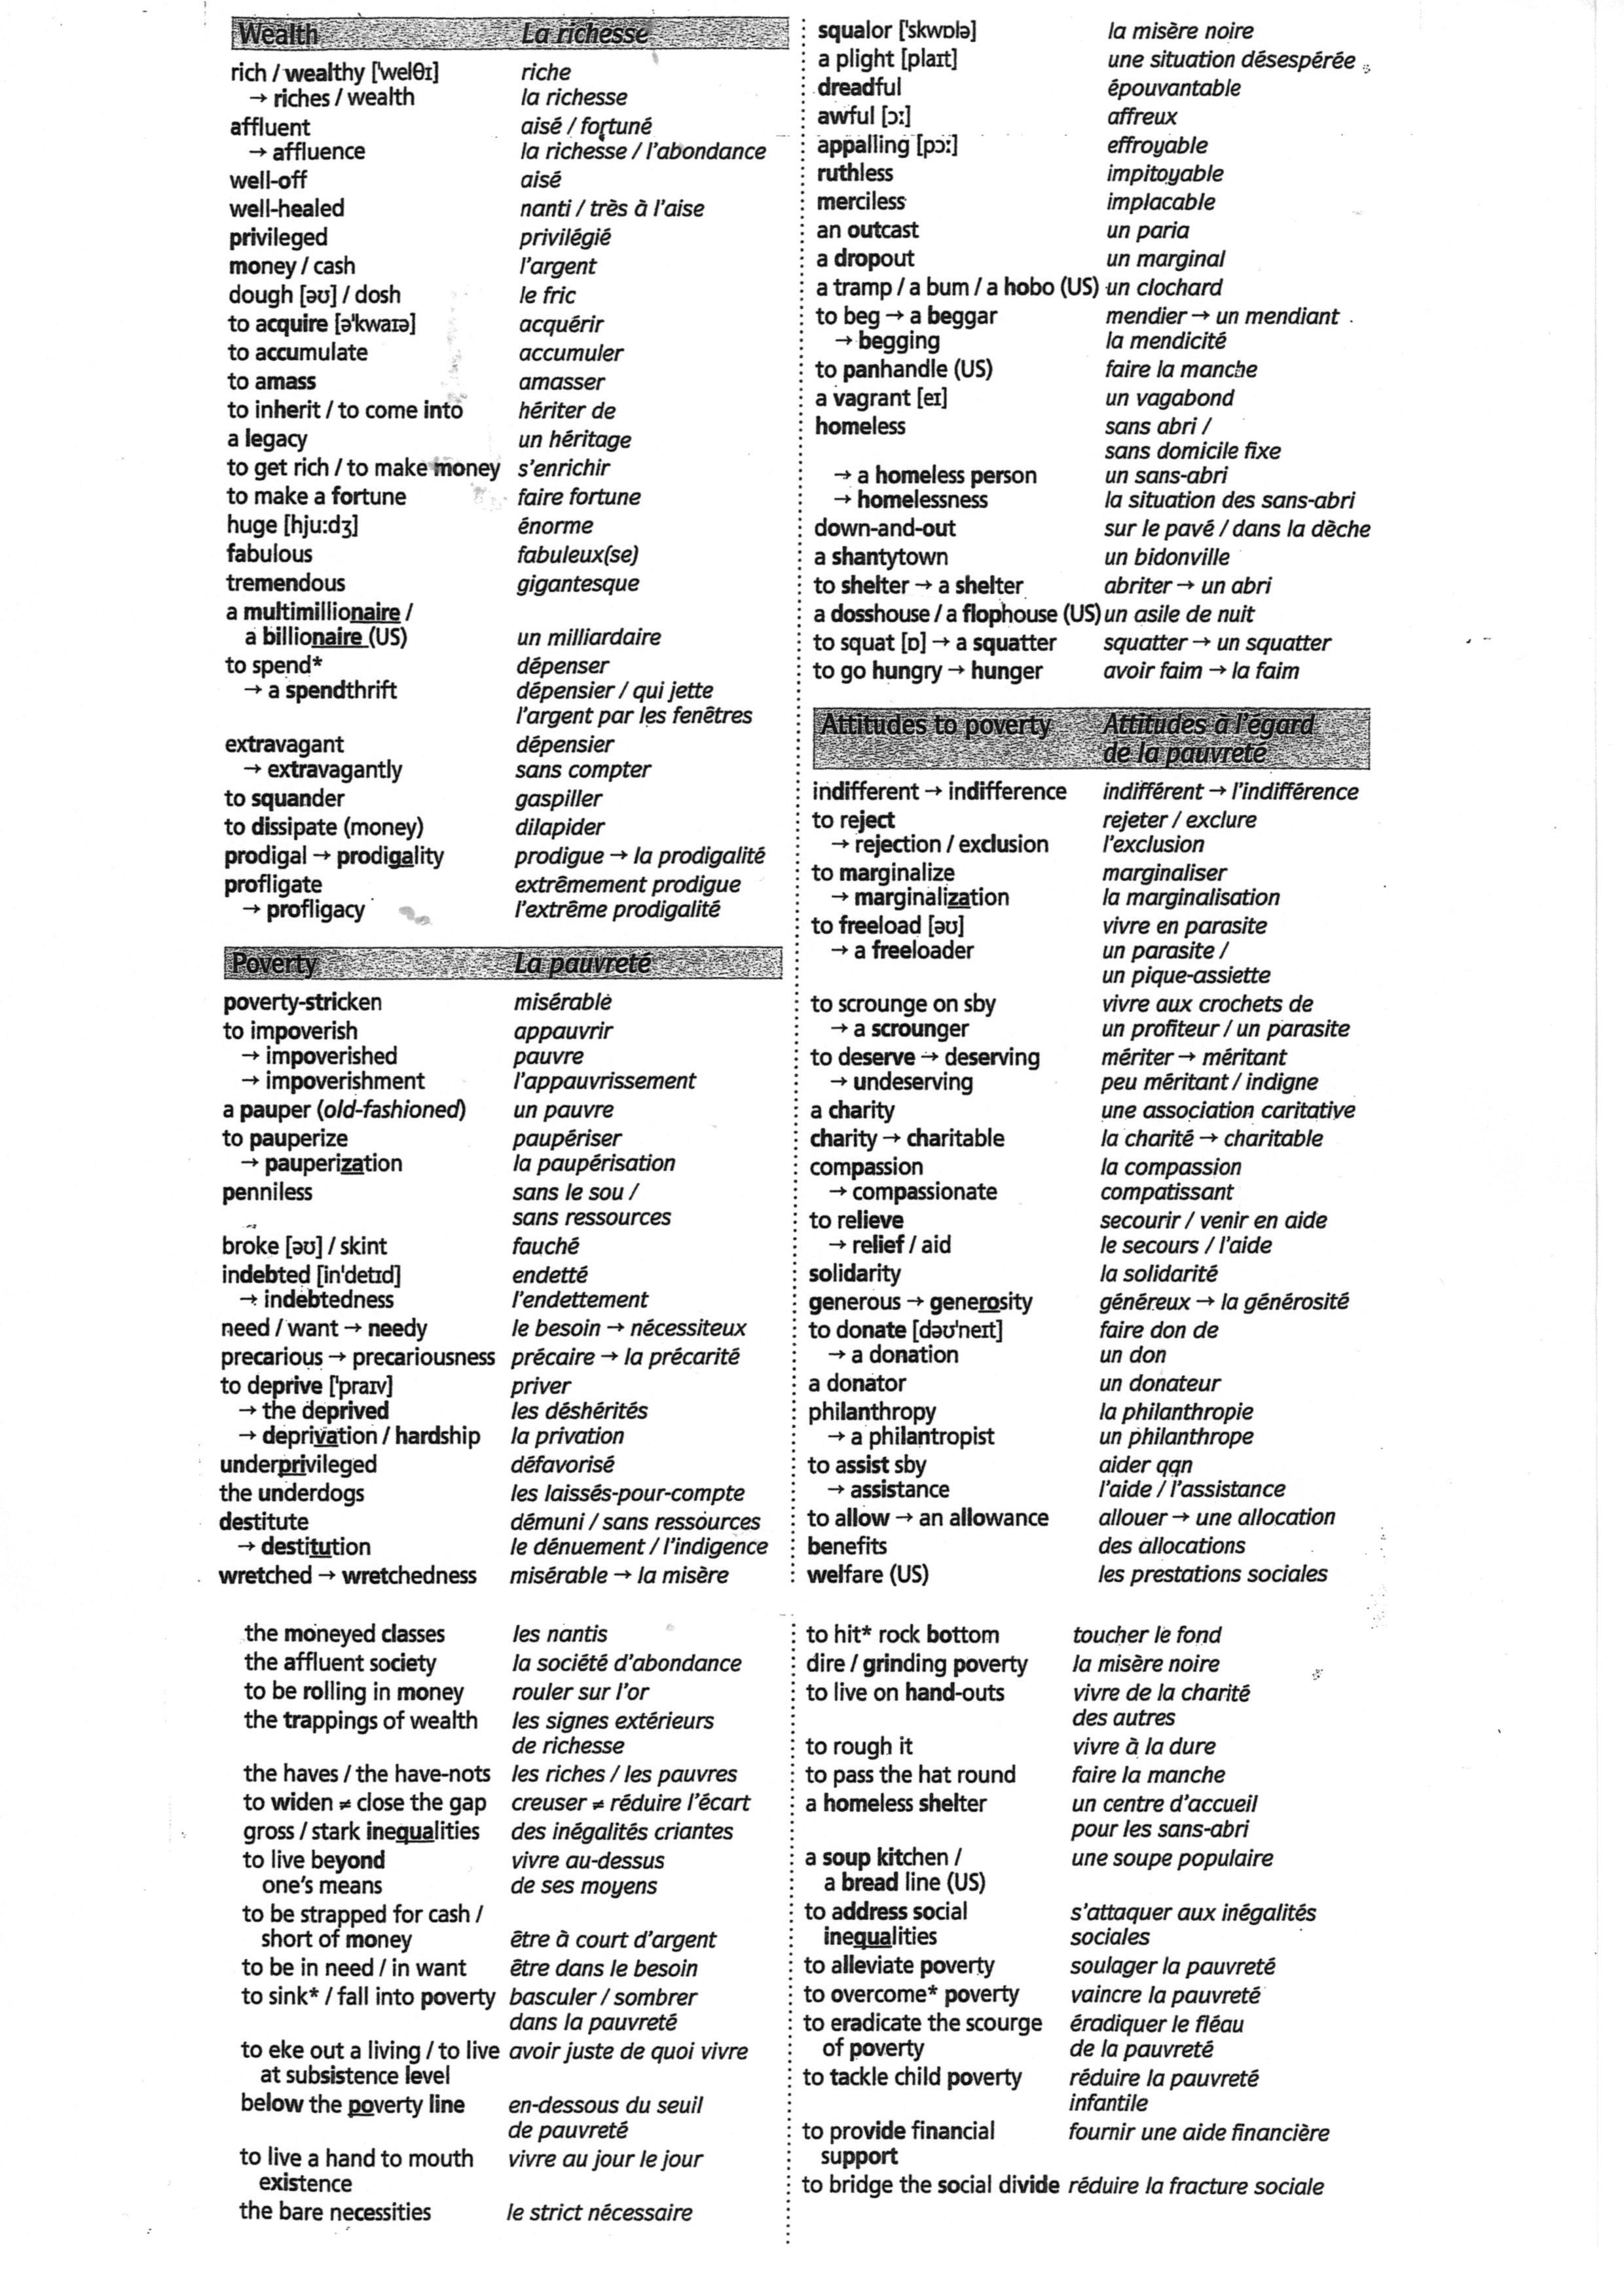 Wealth La richesse
rich / wealthy ['welθɪ] riche
→ riches / wealth la richesse
affluent aisé / fortuné
→ affluence la richesse / l'abondance
well-off aisé
well-healed nanti / très à l'aise
privileged privilégié
money / cash l'argent
dough [əʊ] / dosh le fric
to acquire [ə'kwaɪə] acquérir
to accumulate accumuler
to amass amasser
to inherit / to come into hériter de
a legacy un héritage
to get rich / to make money s'enrichir
to make a fortune faire fortune
huge [hju:dʒ] énorme
fabulous fabuleux(se)
tremendous gigantesque
a multimillionaire /
a billionaire (US) un milliardaire
to spend* dépenser
→ a spendthrift dépensier / qui jette
l'argent par les fenêtres
extravagant dépensier
→ extravagantly sans compter
to squander gaspiller
to dissipate (money) dilapider
prodigal → prodigality prodigue → la prodigalité
profligate extrêmement prodigue
→ profligacy l'extrême prodigalité
Poverty La pauvreté
poverty-stricken misérable
to impoverish appauvrir
→ impoverished pauvre
→ impoverishment l'appauvrissement
a pauper (old-fashioned) un pauvre
to pauperize paupériser
→ pauperization la paupérisation
penniless sans le sou /
sans ressources
broke [əʊ] / skint fauché
indebted [in'detɪd] endetté
→ indebtedness l'endettement
need / want → needy le besoin → nécessiteux
precarious → precariousness précaire → la précarité
to deprive ['praɪv] priver
→ the deprived les déshérités
→ deprivation / hardship la privation
underprivileged défavorisé
the underdogs les laissés-pour-compte
destitute démuni / sans ressources
→ destitution le dénuement / l'indigence
wretched → wretchedness misérable → la misère
squalor ['skwɒlə] la misère noire
a plight [plaɪt] une situation désespérée
dreadful épouvantable
awful [ɔ:] affreux
appalling [pɔ:] effroyable
ruthless impitoyable
merciless implacable
an outcast un paria
a dropout un marginal
a tramp / a bum / a hobo (US) un clochard
to beg → a beggar mendier → un mendiant
→ begging la mendicité
to panhandle (US) faire la manche
a vagrant [eɪ] un vagabond
homeless sans abri /
sans domicile fixe
→ a homeless person un sans-abri
→ homelessness la situation des sans-abri
down-and-out sur le pavé / dans la dèche
a shantytown un bidonville
to shelter → a shelter abriter → un abri
a dosshouse / a flophouse (US) un asile de nuit
to squat [ɒ] → a squatter squatter → un squatter
to go hungry → hunger avoir faim → la faim
Attitudes to poverty Attitudes à l'égard
de la pauvreté
indifferent → indifference indifférent → l'indifférence
to reject rejeter / exclure
→ rejection / exclusion l'exclusion
to marginalize marginaliser
→ marginalization la marginalisation
to freeload [əʊ] vivre en parasite
→ a freeloader un parasite /
un pique-assiette
to scrounge on sby vivre aux crochets de
→ a scrounger un profiteur / un parasite
to deserve → deserving mériter → méritant
→ undeserving peu méritant / indigne
a charity une association caritative
charity → charitable la charité → charitable
compassion la compassion
→ compassionate compatissant
to relieve secourir / venir en aide
→ relief / aid le secours / l'aide
solidarity la solidarité
generous → generosity généreux → la générosité
to donate [dəʊ'neɪt] faire don de
→ a donation un don
a donator un donateur
philanthropy la philanthropie
→ a philantropist un philanthrope
to assist sby aider qqn
→ assistance l'aide / l'assistance
to allow → an allowance allouer → une allocation
benefits des allocations
welfare (US) les prestations sociales
the moneyed classes les nantis
the affluent society la société d'abondance
to be rolling in money rouler sur l'or
the trappings of wealth les signes extérieurs
de richesse
the haves / the have-nots les riches / les pauvres
to widen ≠ close the gap creuser ≠ réduire l'écart
gross / stark inequalities des inégalités criantes
to live beyond vivre au-dessus
one's means de ses moyens
to be strapped for cash /
short of money être à court d'argent
to be in need / in want être dans le besoin
to sink* / fall into poverty basculer / sombrer
dans la pauvreté
to eke out a living / to live avoir juste de quoi vivre
at subsistence level
below the poverty line en-dessous du seuil
de pauvreté
to live a hand to mouth vivre au jour le jour
existence
the bare necessities le strict nécessaire
to hit* rock bottom toucher le fond
dire / grinding poverty la misère noire
to live on hand-outs vivre de la charité
des autres
to rough it vivre à la dure
to pass the hat round faire la manche
a homeless shelter un centre d'accueil
pour les sans-abri
a soup kitchen / une soupe populaire
a bread line (US)
to address social s'attaquer aux inégalités
inequalities sociales
to alleviate poverty soulager la pauvreté
to overcome* poverty vaincre la pauvreté
to eradicate the scourge éradiquer le fléau
of poverty de la pauvreté
to tackle child poverty réduire la pauvreté
infantile
to provide financial fournir une aide financière
support
to bridge the social divide réduire la fracture sociale